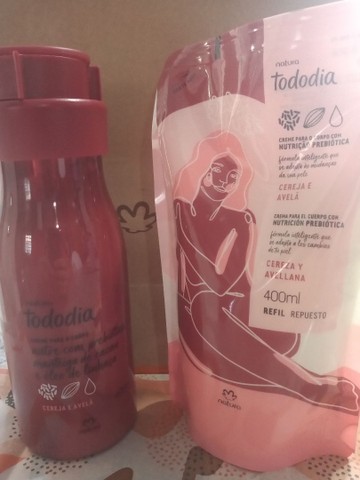 natura
Tododia
CREME PARA O CORPO COM
NUTRIÇÃO PREBIÓTICA
fórmula inteligente que
se adapta às mudanças
da sua pele
CEREJA E
AVELÃ
CREMA PARA EL CUERPO CON
NUTRICIÓN PREBIÓTICA
fórmula inteligente que
se adapta a los cambios
de tu piel
CEREZA Y
AVELLANA
400ml
REFIL REPUESTO
natura
Tododia
CEREJA E AVELÃ